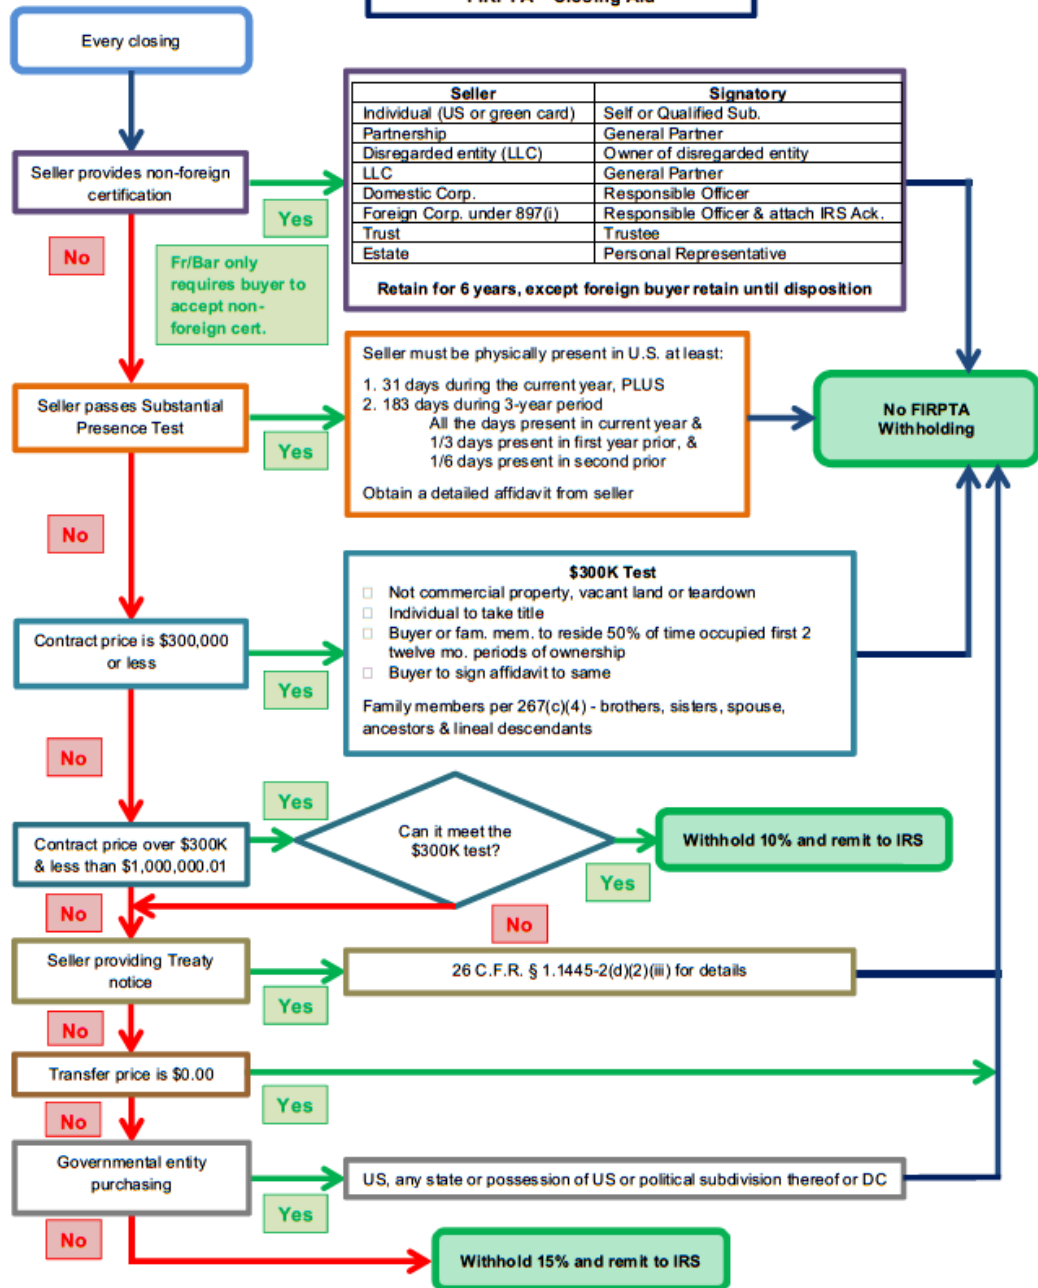 FIRPTA - Closing Aid
Every closing
Seller Signatory
Individual (US or green card) Self or Qualified Sub.
Partnership General Partner
Disregarded entity (LLC) Owner of disregarded entity
LLC General Partner
Domestic Corp. Responsible Officer
Foreign Corp. under 897(i) Responsible Officer & attach IRS Ack.
Trust Trustee
Estate Personal Representative
Retain for 6 years, except foreign buyer retain until disposition
Seller provides non-foreign
certification
Yes
No
Fr/Bar only
requires buyer to
accept non-
foreign cert.
Seller must be physically present in U.S. at least:
1. 31 days during the current year, PLUS
2. 183 days during 3-year period
All the days present in current year &
1/3 days present in first year prior, &
1/6 days present in second prior
Obtain a detailed affidavit from seller
Seller passes Substantial
Presence Test
Yes
No FIRPTA
Withholding
No
$300K Test
Not commercial property, vacant land or teardown
Individual to take title
Buyer or fam. mem. to reside 50% of time occupied first 2
twelve mo. periods of ownership
Buyer to sign affidavit to same
Family members per 267(c)(4) - brothers, sisters, spouse,
ancestors & lineal descendants
Contract price is $300,000
or less
Yes
No
Yes
Contract price over $300K
& less than $1,000,000.01
Can it meet the
$300K test?
Withhold 10% and remit to IRS
Yes
No
No
Seller providing Treaty
notice
26 C.F.R. § 1.1445-2(d)(2)(iii) for details
Yes
No
Transfer price is $0.00
Yes
No
Governmental entity
purchasing
US, any state or possession of US or political subdivision thereof or DC
Yes
No
Withhold 15% and remit to IRS